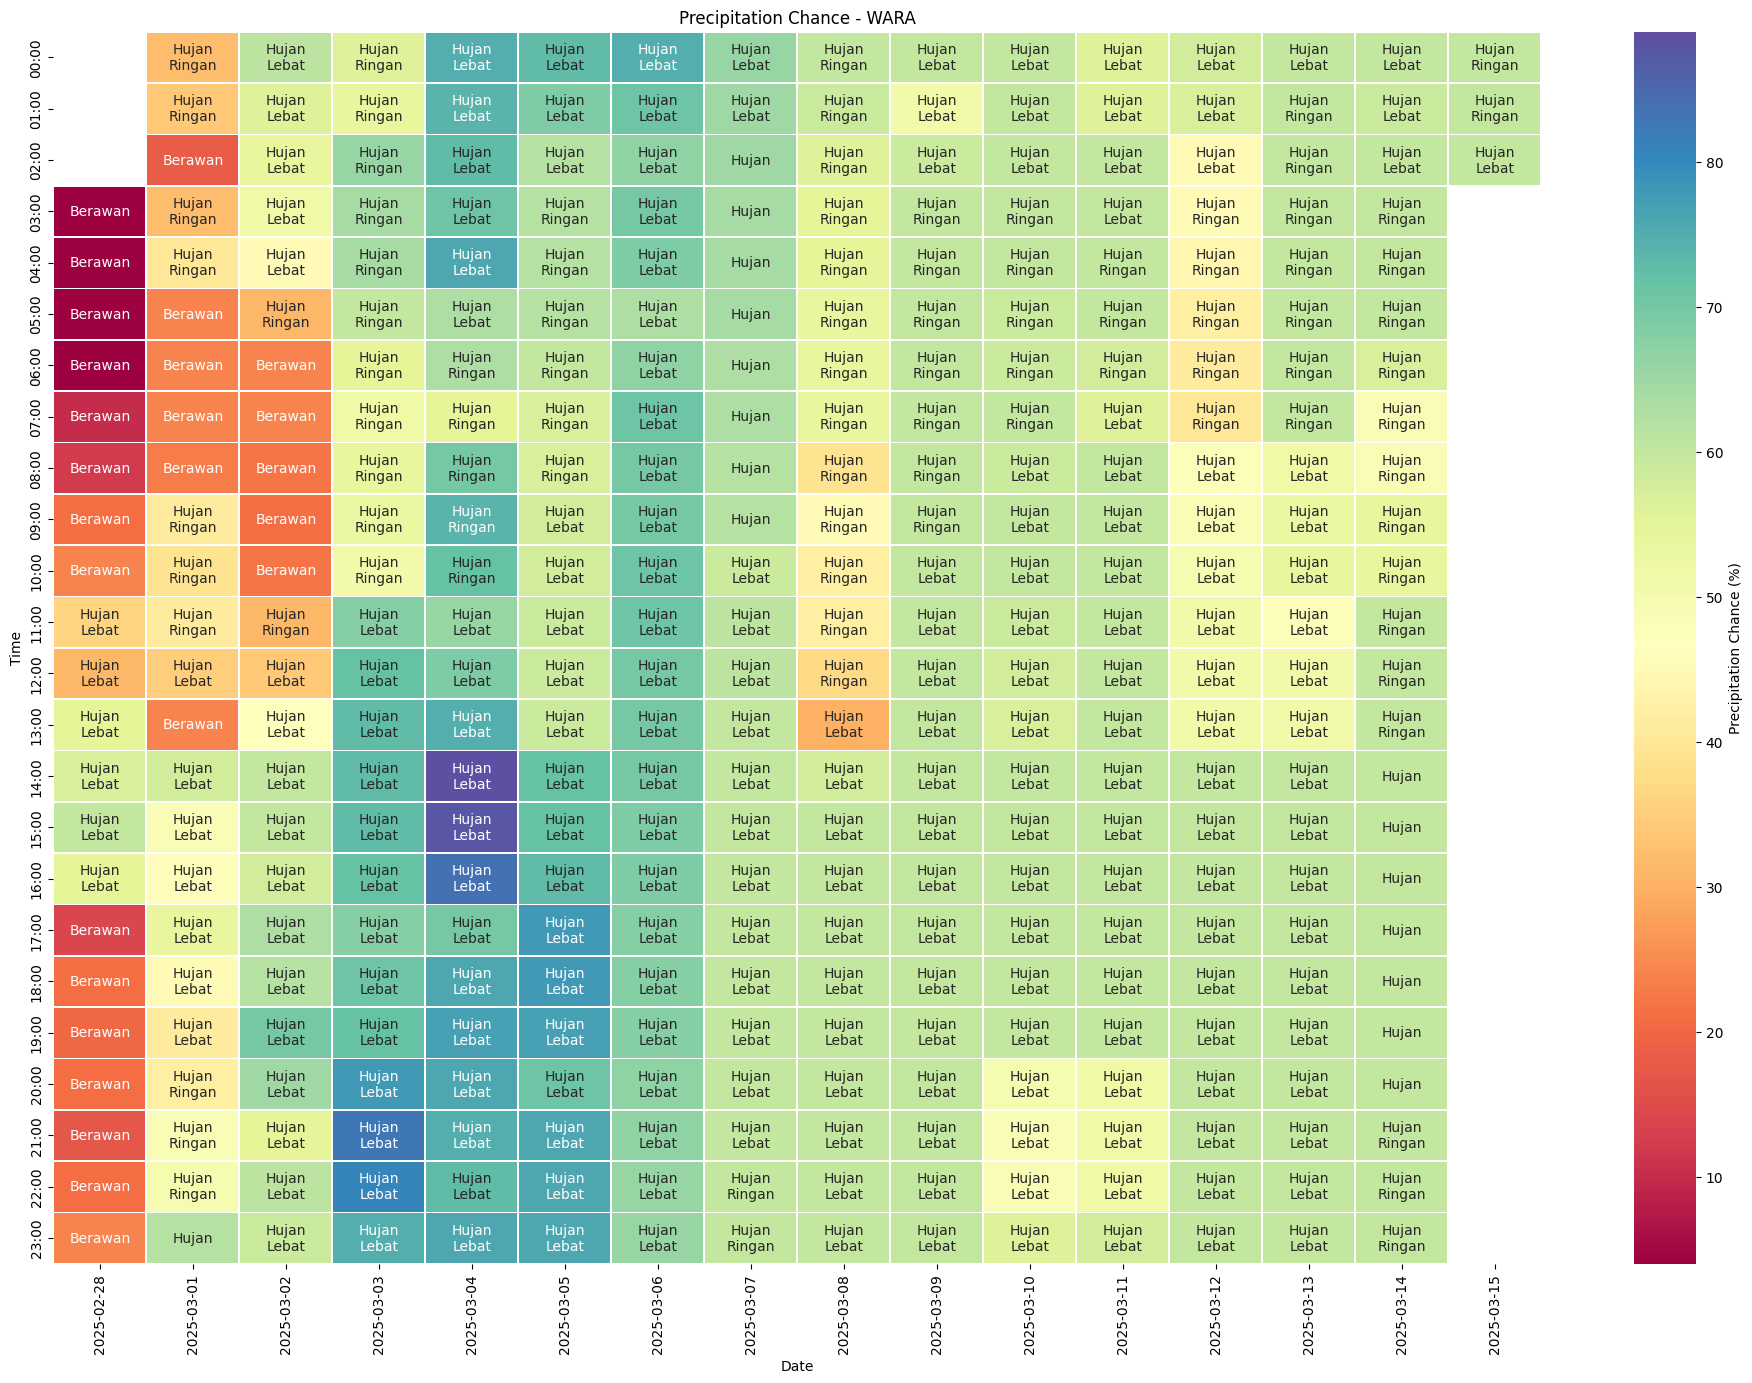 Precipitation Chance - WARA
00:00 Hujan Ringan Hujan Lebat Hujan Ringan Hujan Lebat Hujan Lebat Hujan Lebat Hujan Lebat Hujan Ringan Hujan Lebat Hujan Lebat Hujan Lebat Hujan Lebat Hujan Lebat Hujan Lebat Hujan Ringan
01:00 Hujan Ringan Hujan Lebat Hujan Ringan Hujan Lebat Hujan Lebat Hujan Lebat Hujan Lebat Hujan Ringan Hujan Lebat Hujan Lebat Hujan Lebat Hujan Lebat Hujan Ringan Hujan Lebat Hujan Ringan
02:00 Berawan Hujan Lebat Hujan Ringan Hujan Lebat Hujan Lebat Hujan Lebat Hujan Hujan Ringan Hujan Lebat Hujan Lebat Hujan Lebat Hujan Lebat Hujan Ringan Hujan Lebat Hujan Lebat
03:00 Berawan Hujan Ringan Hujan Lebat Hujan Ringan Hujan Lebat Hujan Ringan Hujan Lebat Hujan Hujan Ringan Hujan Ringan Hujan Ringan Hujan Lebat Hujan Ringan Hujan Ringan Hujan Ringan
04:00 Berawan Hujan Ringan Hujan Lebat Hujan Ringan Hujan Lebat Hujan Ringan Hujan Lebat Hujan Hujan Ringan Hujan Ringan Hujan Ringan Hujan Ringan Hujan Ringan Hujan Ringan Hujan Ringan
05:00 Berawan Berawan Hujan Ringan Hujan Ringan Hujan Lebat Hujan Ringan Hujan Lebat Hujan Hujan Ringan Hujan Ringan Hujan Ringan Hujan Ringan Hujan Ringan Hujan Ringan Hujan Ringan
06:00 Berawan Berawan Berawan Hujan Ringan Hujan Ringan Hujan Ringan Hujan Lebat Hujan Hujan Ringan Hujan Ringan Hujan Ringan Hujan Ringan Hujan Ringan Hujan Ringan Hujan Ringan
07:00 Berawan Berawan Berawan Hujan Ringan Hujan Ringan Hujan Ringan Hujan Lebat Hujan Hujan Ringan Hujan Ringan Hujan Ringan Hujan Lebat Hujan Ringan Hujan Ringan Hujan Ringan
08:00 Berawan Berawan Berawan Hujan Ringan Hujan Ringan Hujan Ringan Hujan Lebat Hujan Hujan Ringan Hujan Ringan Hujan Lebat Hujan Lebat Hujan Lebat Hujan Lebat Hujan Ringan
09:00 Berawan Hujan Ringan Berawan Hujan Ringan Hujan Ringan Hujan Lebat Hujan Lebat Hujan Hujan Ringan Hujan Ringan Hujan Lebat Hujan Lebat Hujan Lebat Hujan Lebat Hujan Ringan
10:00 Berawan Hujan Ringan Berawan Hujan Ringan Hujan Ringan Hujan Lebat Hujan Lebat Hujan Lebat Hujan Ringan Hujan Lebat Hujan Lebat Hujan Lebat Hujan Lebat Hujan Lebat Hujan Ringan
11:00 Hujan Lebat Hujan Ringan Hujan Ringan Hujan Lebat Hujan Lebat Hujan Lebat Hujan Lebat Hujan Lebat Hujan Ringan Hujan Lebat Hujan Lebat Hujan Lebat Hujan Lebat Hujan Lebat Hujan Ringan
12:00 Hujan Lebat Hujan Lebat Hujan Lebat Hujan Lebat Hujan Lebat Hujan Lebat Hujan Lebat Hujan Lebat Hujan Ringan Hujan Lebat Hujan Lebat Hujan Lebat Hujan Lebat Hujan Lebat Hujan Ringan
13:00 Hujan Lebat Berawan Hujan Lebat Hujan Lebat Hujan Lebat Hujan Lebat Hujan Lebat Hujan Lebat Hujan Lebat Hujan Lebat Hujan Lebat Hujan Lebat Hujan Lebat Hujan Lebat Hujan Ringan
14:00 Hujan Lebat Hujan Lebat Hujan Lebat Hujan Lebat Hujan Lebat Hujan Lebat Hujan Lebat Hujan Lebat Hujan Lebat Hujan Lebat Hujan Lebat Hujan Lebat Hujan Lebat Hujan Lebat Hujan
15:00 Hujan Lebat Hujan Lebat Hujan Lebat Hujan Lebat Hujan Lebat Hujan Lebat Hujan Lebat Hujan Lebat Hujan Lebat Hujan Lebat Hujan Lebat Hujan Lebat Hujan Lebat Hujan Lebat Hujan
16:00 Hujan Lebat Hujan Lebat Hujan Lebat Hujan Lebat Hujan Lebat Hujan Lebat Hujan Lebat Hujan Lebat Hujan Lebat Hujan Lebat Hujan Lebat Hujan Lebat Hujan Lebat Hujan Lebat Hujan
17:00 Berawan Hujan Lebat Hujan Lebat Hujan Lebat Hujan Lebat Hujan Lebat Hujan Lebat Hujan Lebat Hujan Lebat Hujan Lebat Hujan Lebat Hujan Lebat Hujan Lebat Hujan Lebat Hujan
18:00 Berawan Hujan Lebat Hujan Lebat Hujan Lebat Hujan Lebat Hujan Lebat Hujan Lebat Hujan Lebat Hujan Lebat Hujan Lebat Hujan Lebat Hujan Lebat Hujan Lebat Hujan Lebat Hujan
19:00 Berawan Hujan Lebat Hujan Lebat Hujan Lebat Hujan Lebat Hujan Lebat Hujan Lebat Hujan Lebat Hujan Lebat Hujan Lebat Hujan Lebat Hujan Lebat Hujan Lebat Hujan Lebat Hujan
20:00 Berawan Hujan Ringan Hujan Lebat Hujan Lebat Hujan Lebat Hujan Lebat Hujan Lebat Hujan Lebat Hujan Lebat Hujan Lebat Hujan Lebat Hujan Lebat Hujan Lebat Hujan Lebat Hujan
21:00 Berawan Hujan Ringan Hujan Lebat Hujan Lebat Hujan Lebat Hujan Lebat Hujan Lebat Hujan Lebat Hujan Lebat Hujan Lebat Hujan Lebat Hujan Lebat Hujan Lebat Hujan Lebat Hujan Ringan
22:00 Berawan Hujan Ringan Hujan Lebat Hujan Lebat Hujan Lebat Hujan Lebat Hujan Lebat Hujan Ringan Hujan Lebat Hujan Lebat Hujan Lebat Hujan Lebat Hujan Lebat Hujan Lebat Hujan Ringan
23:00 Berawan Hujan Hujan Lebat Hujan Lebat Hujan Lebat Hujan Lebat Hujan Lebat Hujan Ringan Hujan Lebat Hujan Lebat Hujan Lebat Hujan Lebat Hujan Lebat Hujan Lebat Hujan Ringan
Time
2025-02-28 2025-03-01 2025-03-02 2025-03-03 2025-03-04 2025-03-05 2025-03-06 2025-03-07 2025-03-08 2025-03-09 2025-03-10 2025-03-11 2025-03-12 2025-03-13 2025-03-14 2025-03-15
Date
80
70
60
50
40
30
20
10
Precipitation Chance (%)